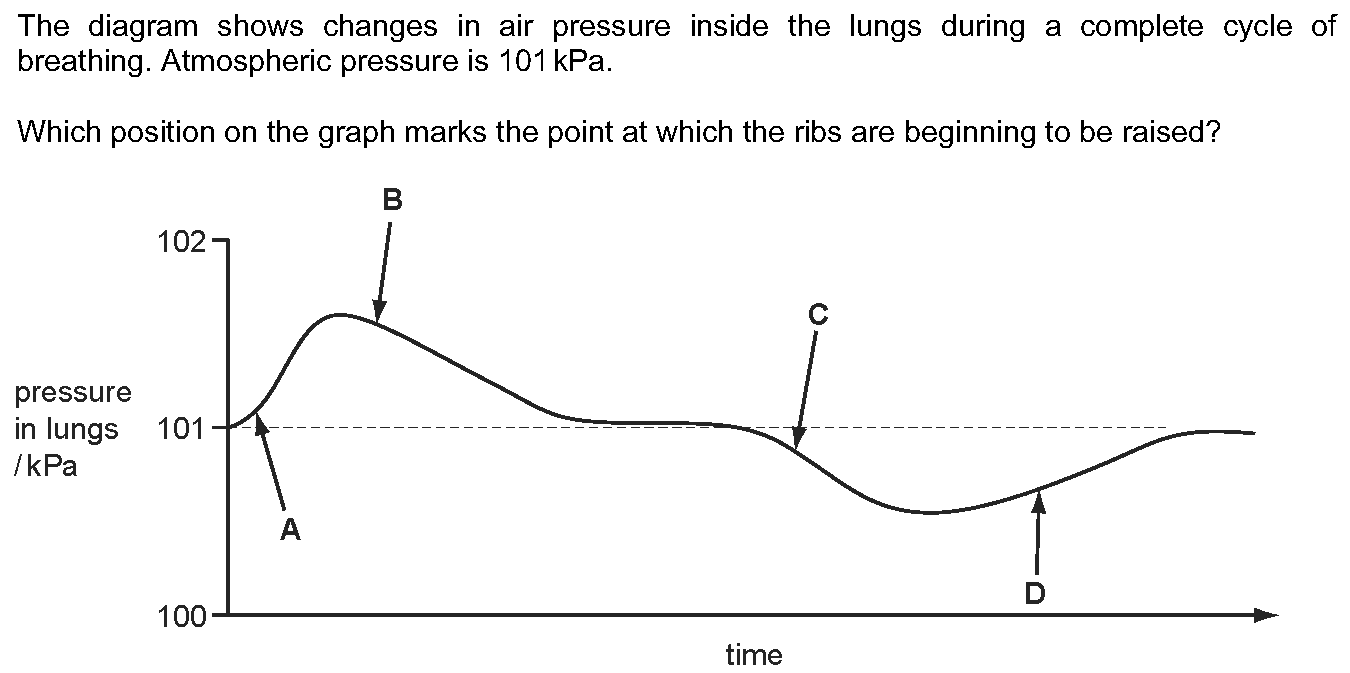 The diagram shows changes in air pressure inside the lungs during a complete cycle of
breathing. Atmospheric pressure is 101 kPa.
Which position on the graph marks the point at which the ribs are beginning to be raised?
B
102
C
pressure
in lungs
/ kPa
101
A
D
100
time